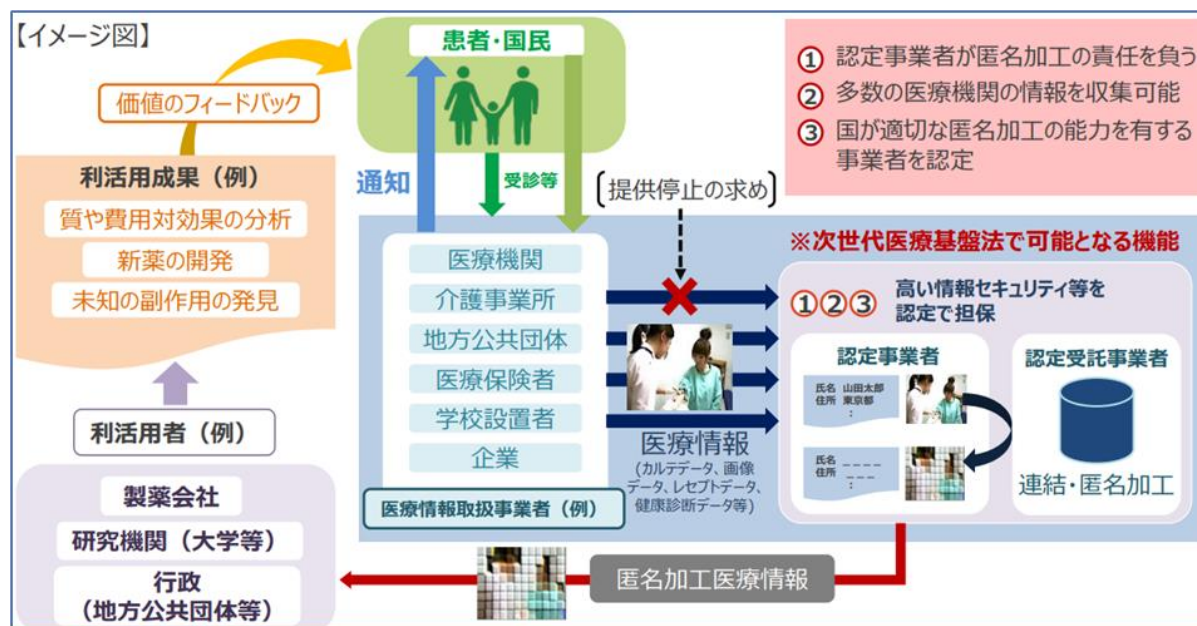 【イメージ図】
患者・国民
価値のフィードバック
① 認定事業者が匿名加工の責任を負う
② 多数の医療機関の情報を収集可能
③ 国が適切な匿名加工の能力を有する
事業者を認定
利活用成果（例）
質や費用対効果の分析
新薬の開発
未知の副作用の発見
通知
受診等
提供停止の求め
利活用者（例）
製薬会社
研究機関（大学等）
行政
（地方公共団体等）
医療機関
介護事業所
地方公共団体
医療保険者
学校設置者
企業
医療情報取扱事業者（例）
医療情報
(カルテデータ、画像
データ、レセプトデータ、
健康診断データ等)
※次世代医療基盤法で可能となる機能
①②③ 高い情報セキュリティ等を
認定で担保
認定事業者
氏名 山田太郎
住所 東京都
:
氏名 _ _ _ _
住所 _ _ _ _
:
認定受託事業者
連結・匿名加工
匿名加工医療情報